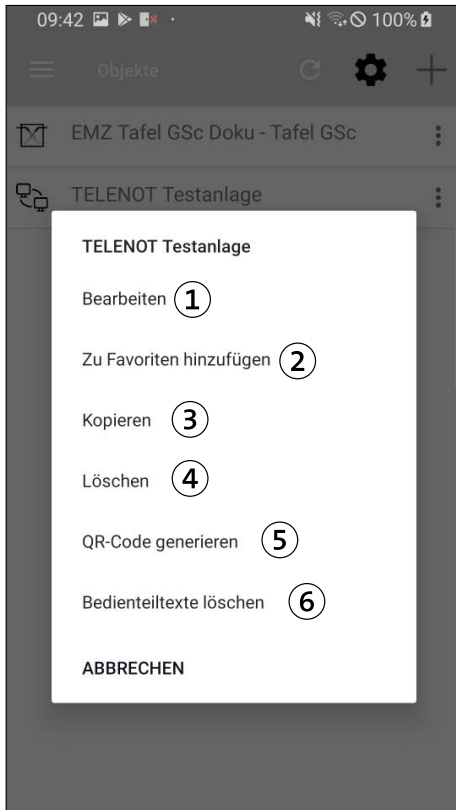 09:42 100%
Objekte
EMZ Tafel GSc Doku - Tafel GSc
TELENOT Testanlage
TELENOT Testanlage
Bearbeiten 1
Zu Favoriten hinzufügen 2
Kopieren 3
Löschen 4
QR-Code generieren 5
Bedienteiltexte löschen 6
ABBRECHEN